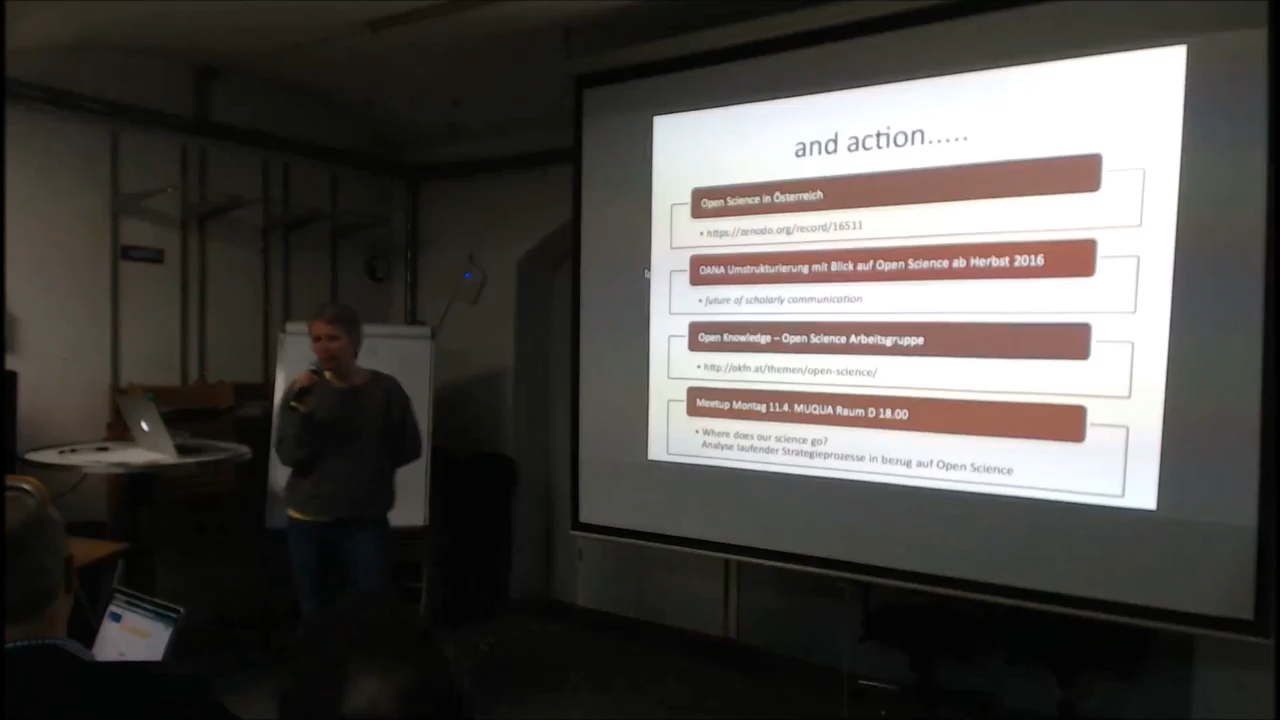 and action.....
Open Science in Österreich
• https://zenodo.org/record/16511
OANA Umstrukturierung mit Blick auf Open Science ab Herbst 2016
• future of scholarly communication
Open Knowledge – Open Science Arbeitsgruppe
• http://okfn.at/themen/open-science/
Meetup Montag 11.4. MUQUA Raum D 18.00
• Where does our science go?
Analyse laufender Strategieprozesse in bezug auf Open Science